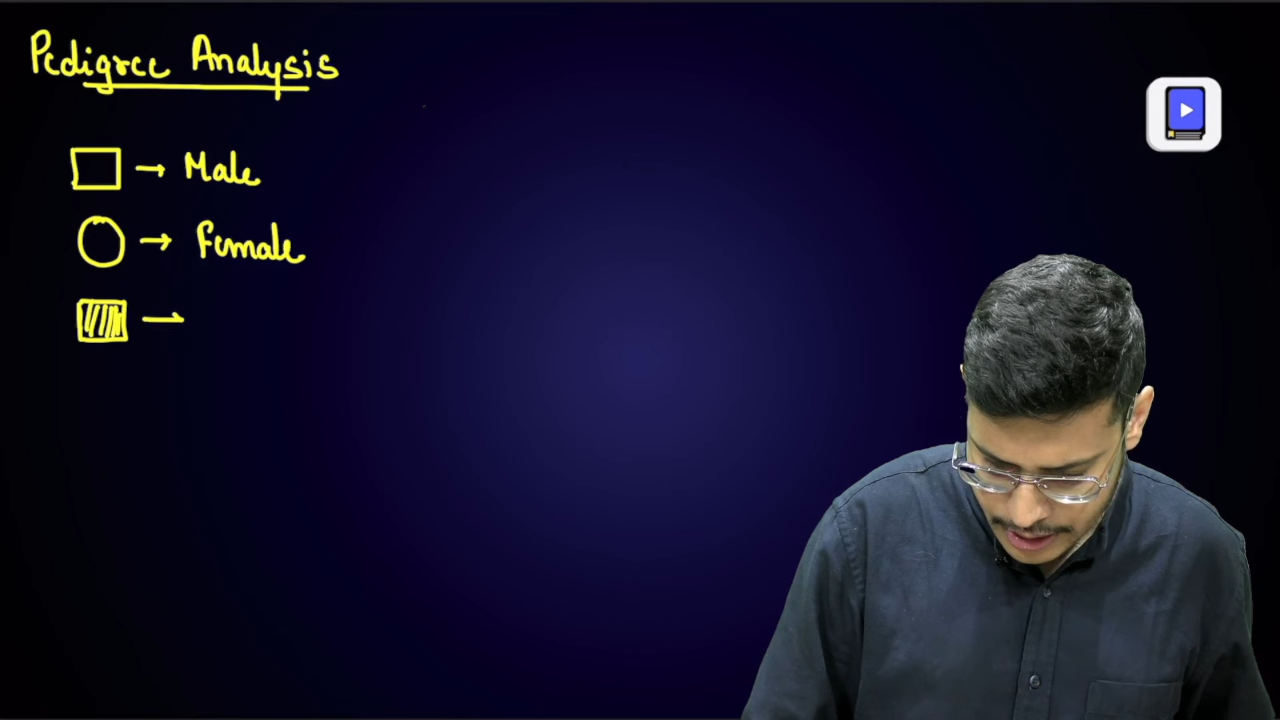 Pedigree Analysis
□ → Male
○ → Female
→